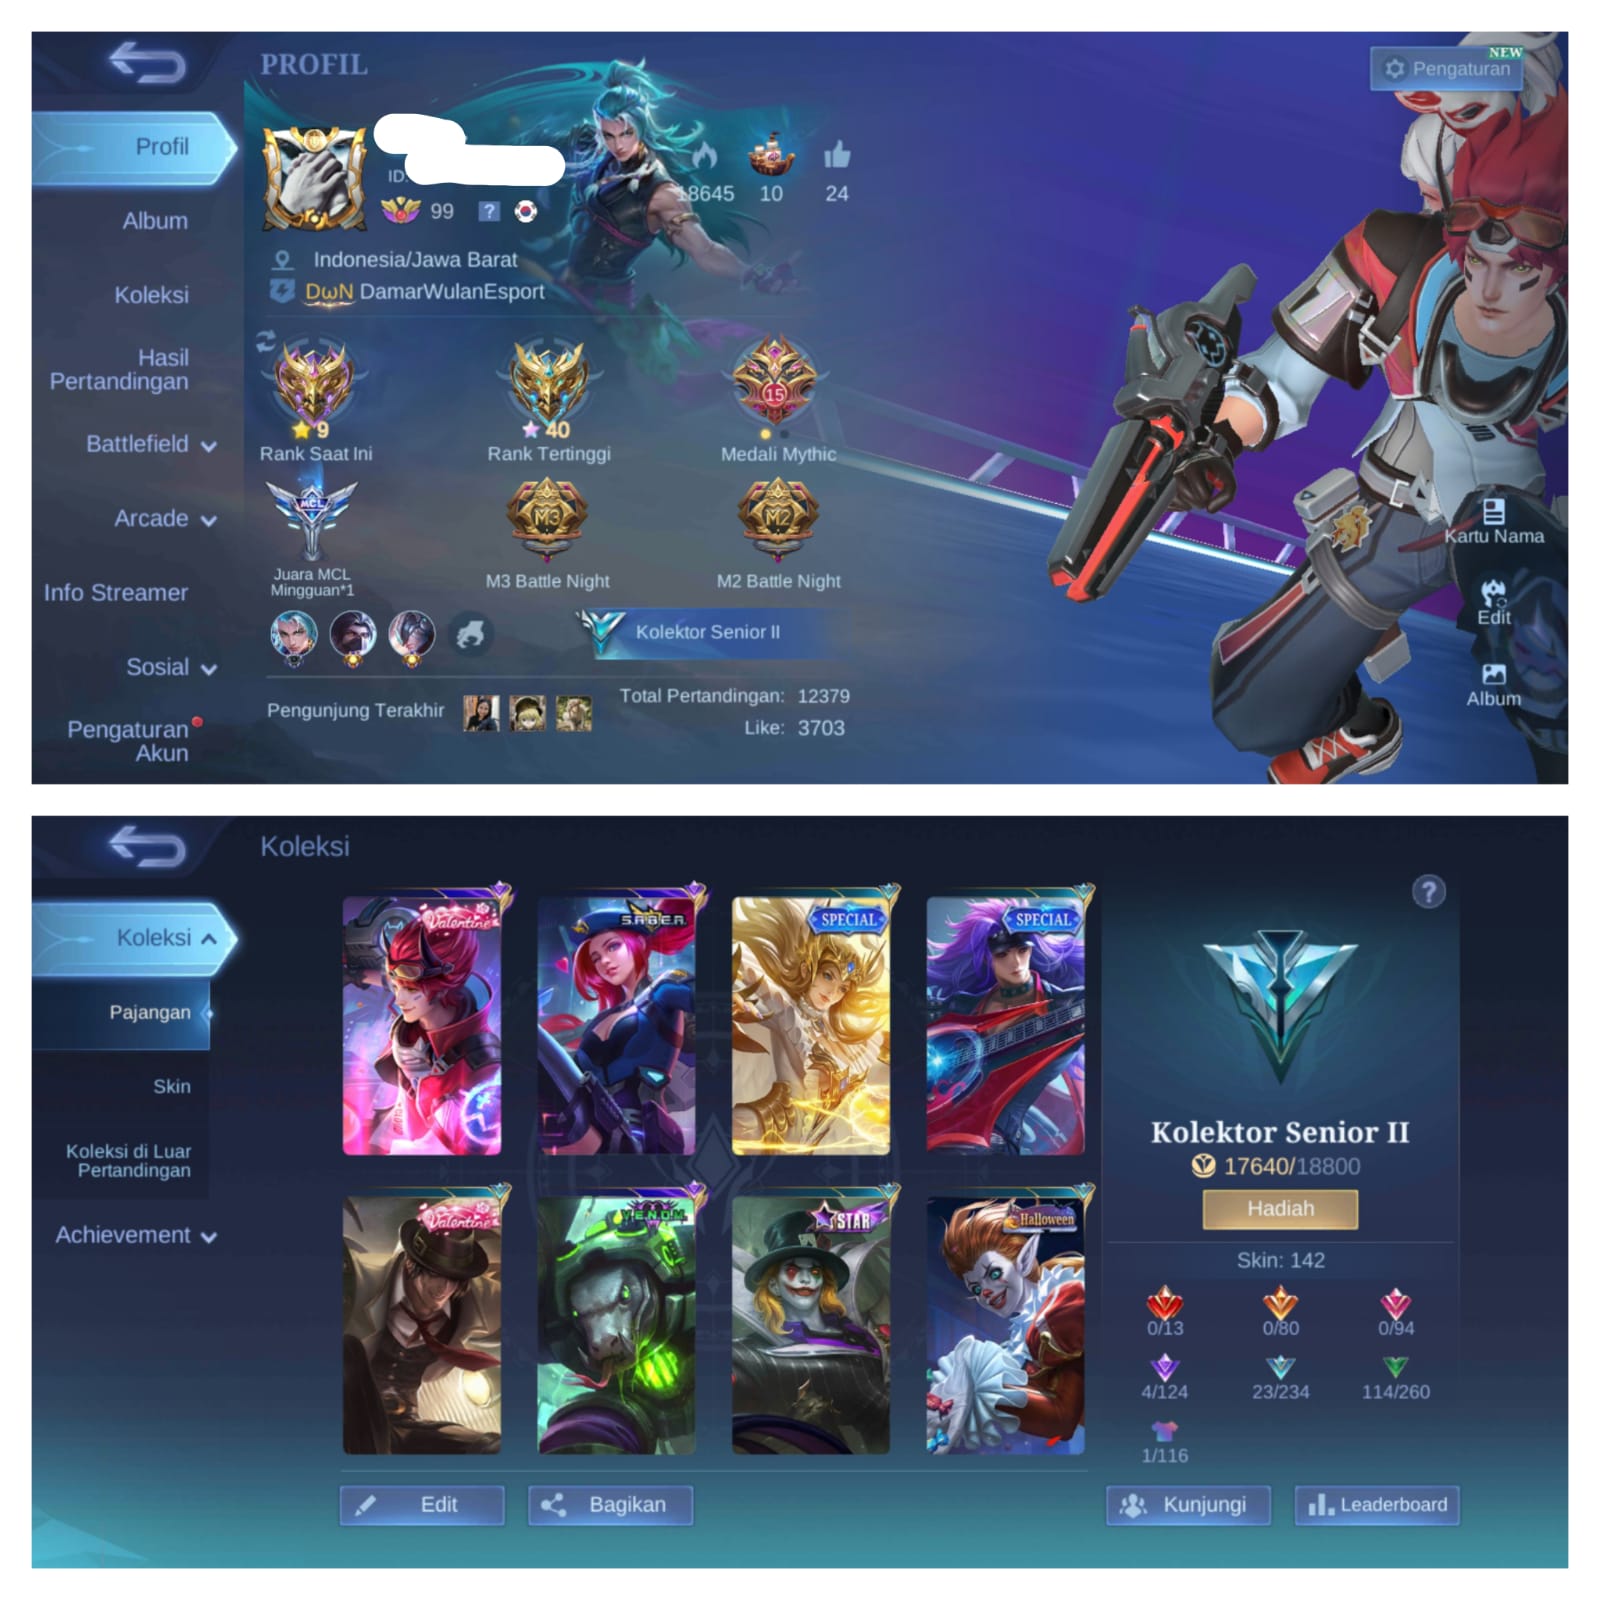 PROFIL
NEW
Pengaturan
Profil
ID:
99
?
18645
10
24
Album
Indonesia/Jawa Barat
DωN DamarWulanEsport
Koleksi
Hasil
Pertandingan
9
40
15
Rank Saat Ini
Rank Tertinggi
Medali Mythic
Battlefield
MCL
M3
M2
Arcade
Juara MCL
Mingguan*1
M3 Battle Night
M2 Battle Night
Kartu Nama
Info Streamer
Edit
Kolektor Senior II
Sosial
Album
Pengunjung Terakhir
Total Pertandingan: 12379
Like: 3703
Pengaturan
Akun
Koleksi
?
Koleksi
Valentine
S.A.B.E.R.
SPECIAL
SPECIAL
Pajangan
Skin
Koleksi di Luar
Pertandingan
Achievement
Kolektor Senior II
17640/18800
Hadiah
Valentine
V.E.N.O.M.
STAR
Halloween
Skin: 142
0/13
0/80
0/94
4/124
23/234
114/260
1/116
Edit
Bagikan
Kunjungi
Leaderboard